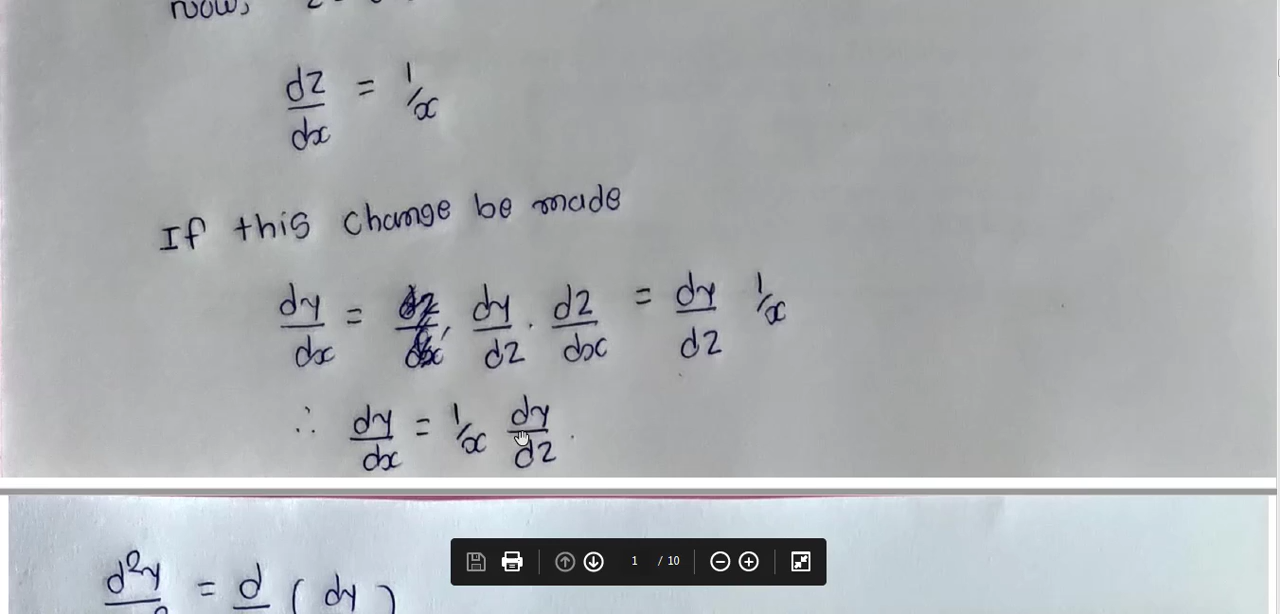 Now, z
dz/dx = 1/x
If this change be made
dy/dx = dy/dz . dz/dx = dy/dz 1/x
∴ dy/dx = 1/x dy/dz .
1 / 10
d²y = d ( dy )